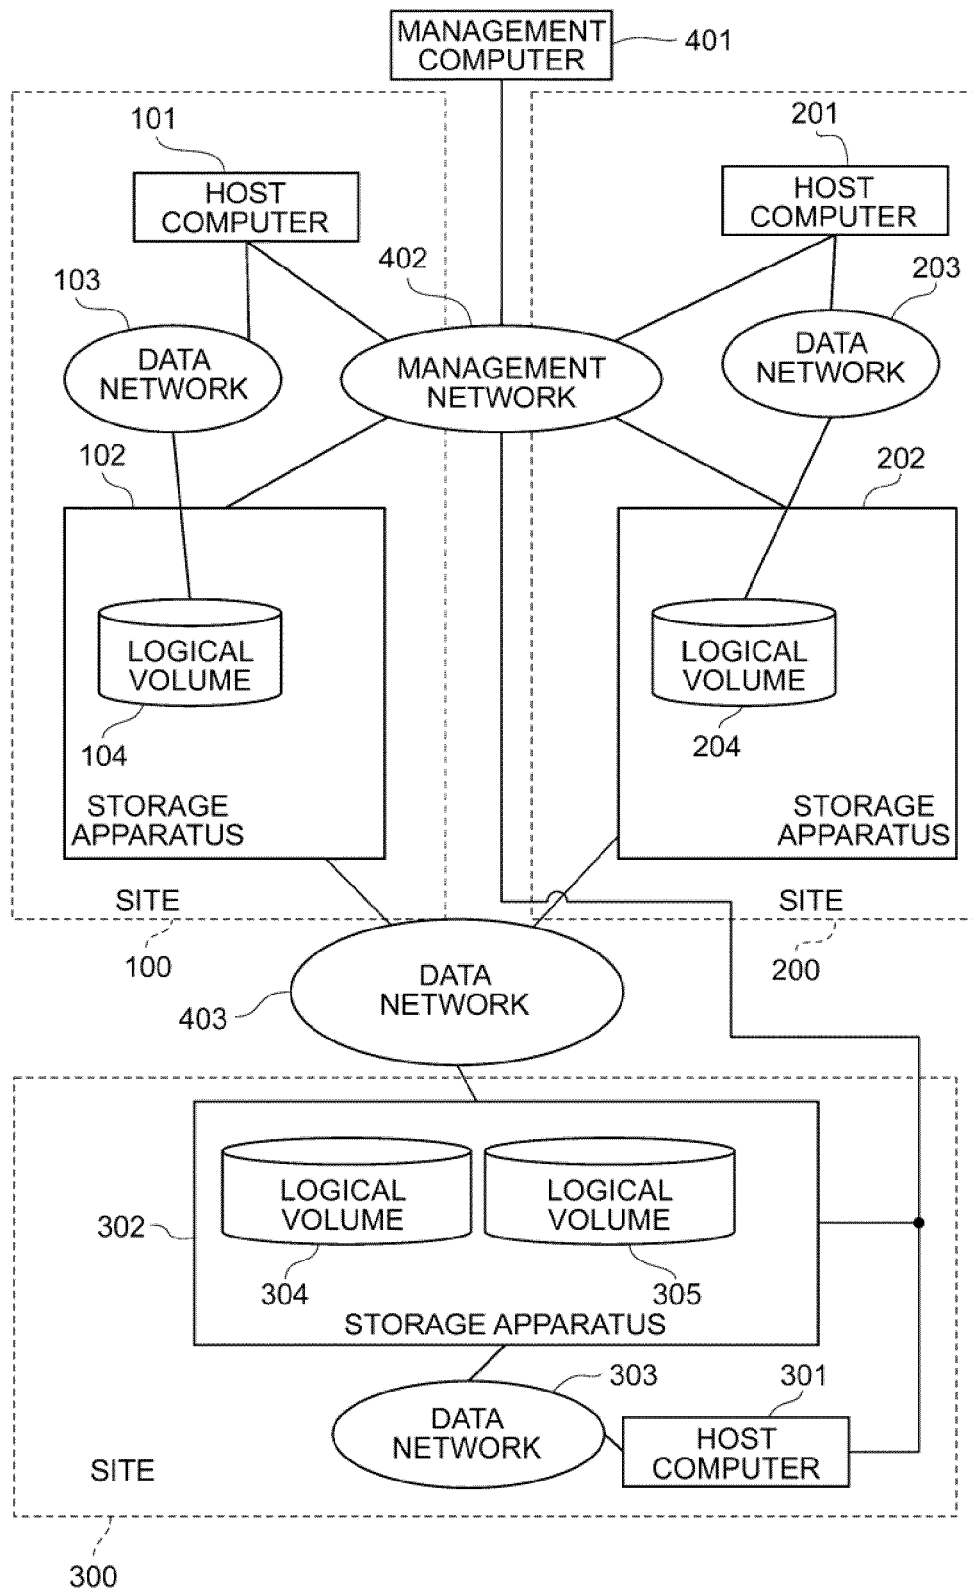 MANAGEMENT
COMPUTER
401
101
HOST
COMPUTER
201
HOST
COMPUTER
103
DATA
NETWORK
402
MANAGEMENT
NETWORK
203
DATA
NETWORK
102
LOGICAL
VOLUME
104
STORAGE
APPARATUS
SITE
100
202
LOGICAL
VOLUME
204
STORAGE
APPARATUS
SITE
200
DATA
NETWORK
403
302
LOGICAL
VOLUME
304
LOGICAL
VOLUME
305
STORAGE APPARATUS
303
DATA
NETWORK
301
HOST
COMPUTER
SITE
300